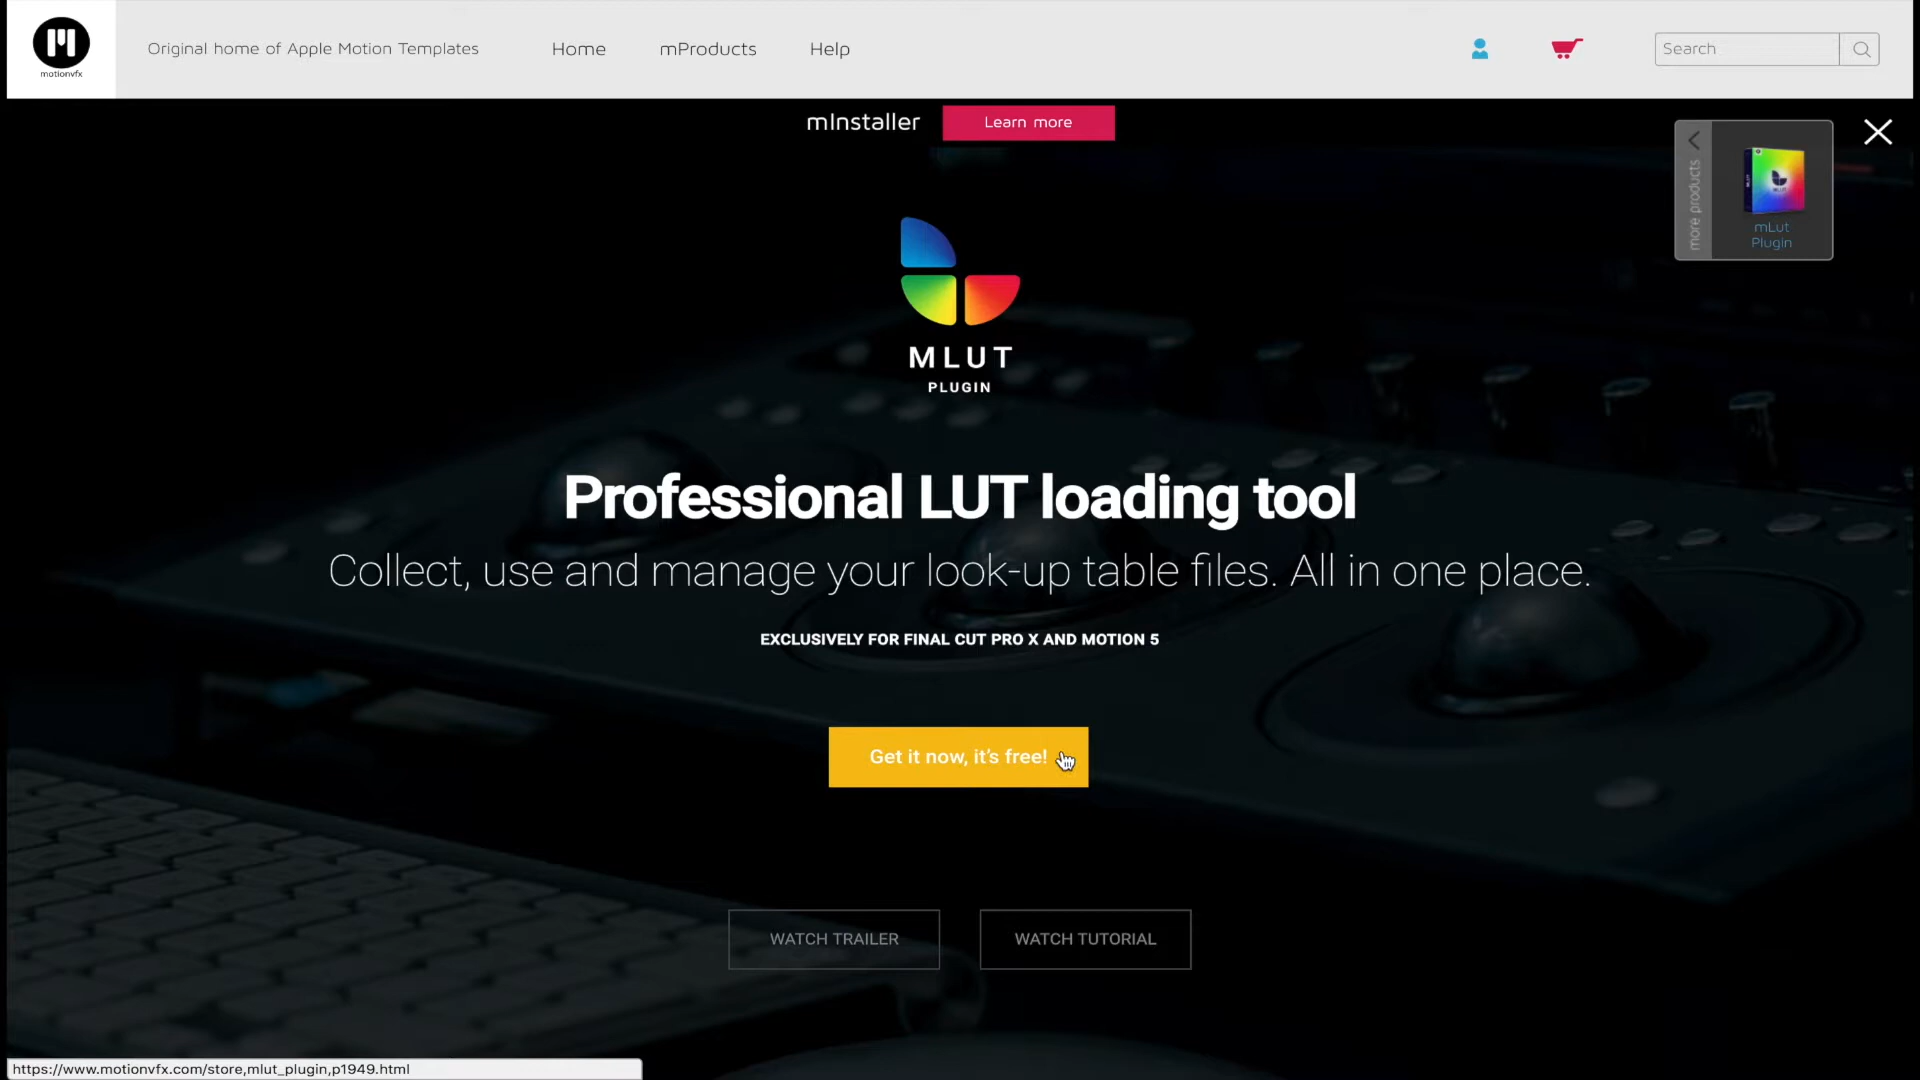 motionvfx
Original home of Apple Motion Templates
Home
mProducts
Help
Search
mInstaller
Learn more
more products
mLut
Plugin
MLUT
PLUGIN
Professional LUT loading tool
Collect, use and manage your look-up table files. All in one place.
EXCLUSIVELY FOR FINAL CUT PRO X AND MOTION 5
Get it now, it's free!
WATCH TRAILER
WATCH TUTORIAL
https://www.motionvfx.com/store,mlut_plugin,p1949.html